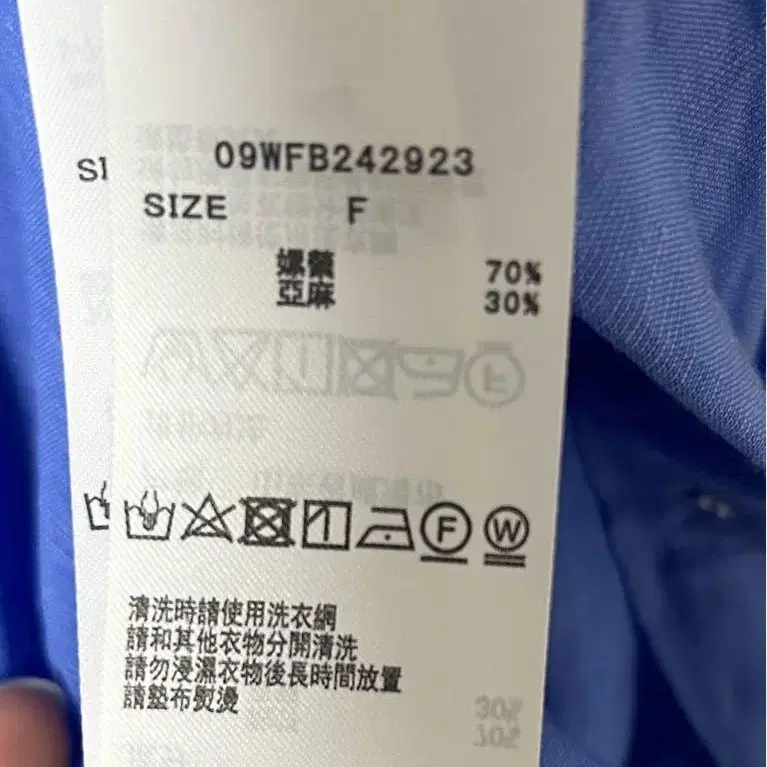 09WFB242923
SIZE F
SI
嫘縈 70%
亞麻 30%
F W
清洗時請使用洗衣網
請和其他衣物分開清洗
請勿浸濕衣物後長時間放置
請墊布熨燙